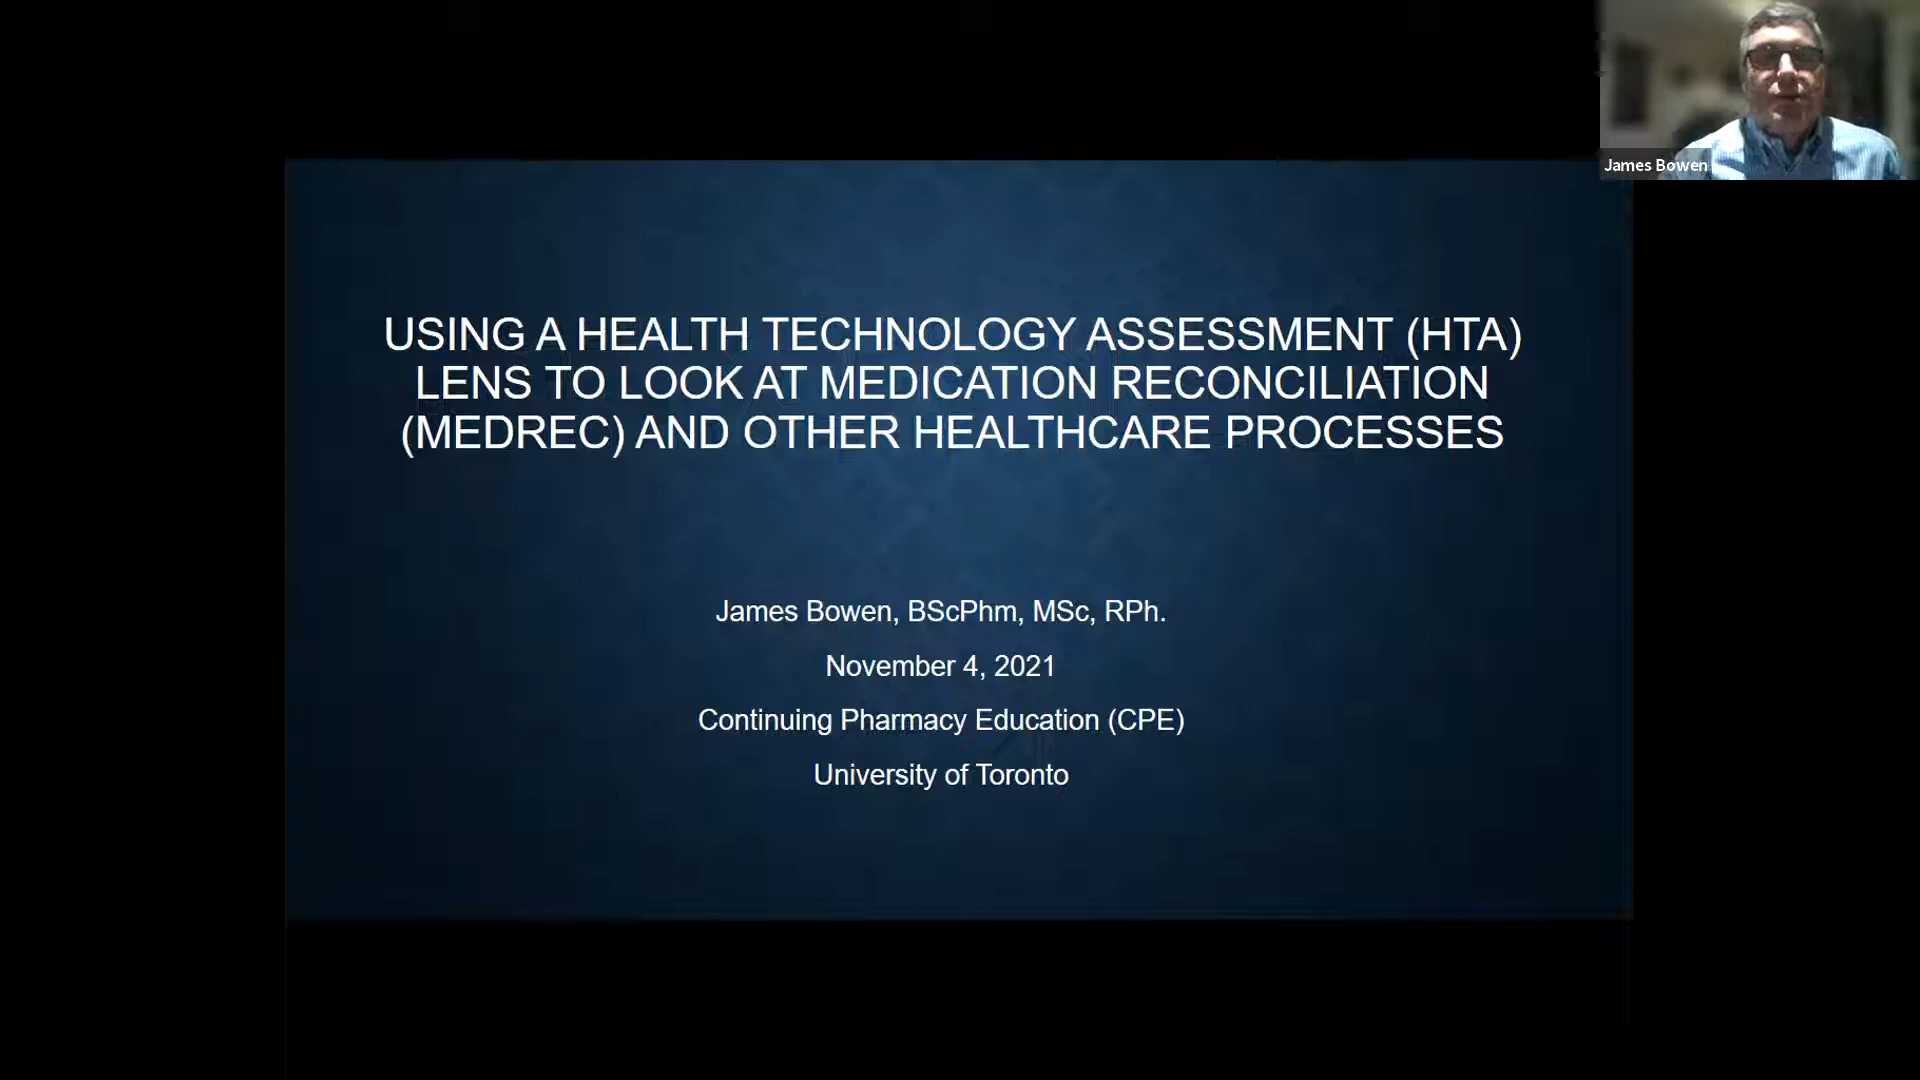 James Bowen
USING A HEALTH TECHNOLOGY ASSESSMENT (HTA)
LENS TO LOOK AT MEDICATION RECONCILIATION
(MEDREC) AND OTHER HEALTHCARE PROCESSES
James Bowen, BScPhm, MSc, RPh.
November 4, 2021
Continuing Pharmacy Education (CPE)
University of Toronto